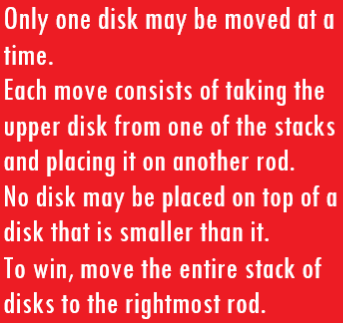 Only one disk may be moved at a
time.
Each move consists of taking the
upper disk from one of the stacks
and placing it on another rod.
No disk may be placed on top of a
disk that is smaller than it.
To win, move the entire stack of
disks to the rightmost rod.